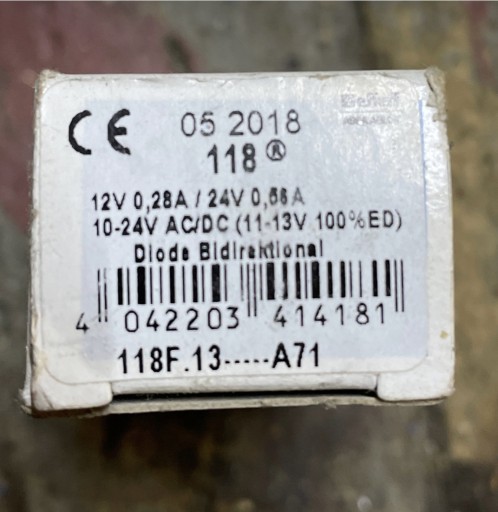 CE 05 2018
118®
12V 0,28A / 24V 0,56A
10-24V AC/DC (11-13V 100%ED)
Diode Bidirektional
4 042203 414181
118F.13-----A71